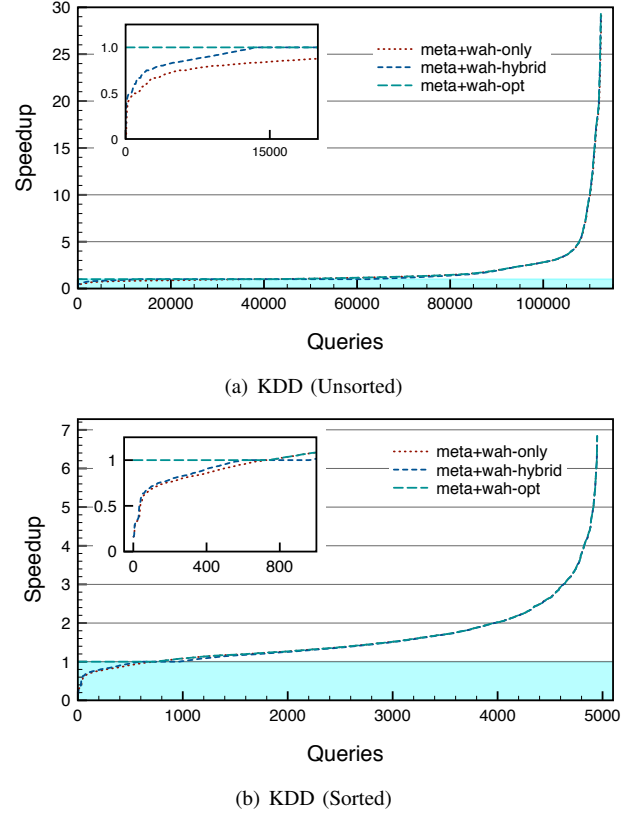 30
25
20
15
10
5
0
Speedup
1.0
0.5
0
0
15000
meta+wah-only
meta+wah-hybrid
meta+wah-opt
0 20000 40000 60000 80000 100000
Queries
(a) KDD (Unsorted)
7
6
5
4
3
2
1
0
Speedup
1
0.5
0
0 400 800
meta+wah-only
meta+wah-hybrid
meta+wah-opt
0 1000 2000 3000 4000 5000
Queries
(b) KDD (Sorted)